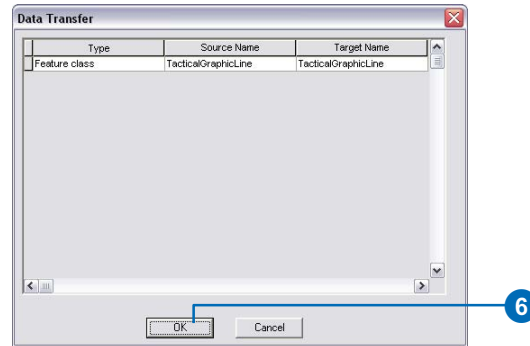 Data Transfer
Type Source Name Target Name
Feature class TacticalGraphicLine TacticalGraphicLine
OK Cancel
6